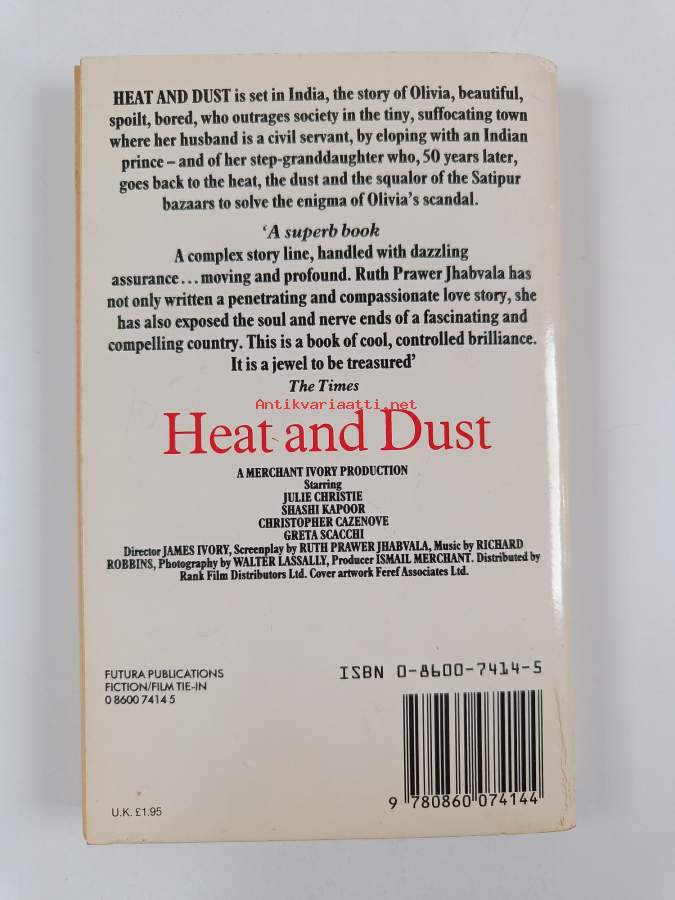 HEAT AND DUST is set in India, the story of Olivia, beautiful,
spoilt, bored, who outrages society in the tiny, suffocating town
where her husband is a civil servant, by eloping with an Indian
prince – and of her step-granddaughter who, 50 years later,
goes back to the heat, the dust and the squalor of the Satipur
bazaars to solve the enigma of Olivia's scandal.
'A superb book
A complex story line, handled with dazzling
assurance...moving and profound. Ruth Prawer Jhabvala has
not only written a penetrating and compassionate love story, she
has also exposed the soul and nerve ends of a fascinating and
compelling country. This is a book of cool, controlled brilliance.
It is a jewel to be treasured'
The Times
Antikvariaatti.net
Heat and Dust
A MERCHANT IVORY PRODUCTION
Starring
JULIE CHRISTIE
SHASHI KAPOOR
CHRISTOPHER CAZENOVE
GRETA SCACCHI
Director JAMES IVORY, Screenplay by RUTH PRAWER JHABVALA, Music by RICHARD
ROBBINS, Photography by WALTER LASSALLY, Producer ISMAIL MERCHANT. Distributed by
Rank Film Distributors Ltd. Cover artwork Feref Associates Ltd.
FUTURA PUBLICATIONS
FICTION/FILM TIE-IN
0 8600 7414 5
ISBN 0-8600-7414-5
9 780860 074144
U.K. £1.95